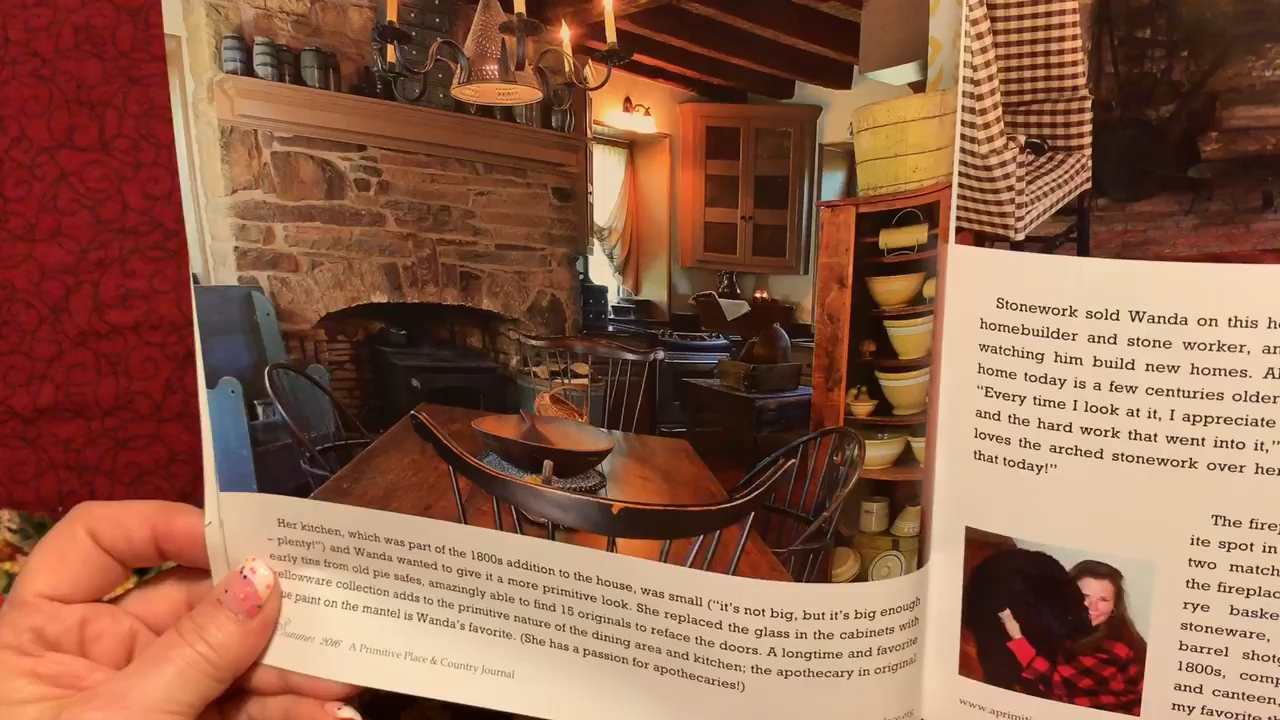 Her kitchen, which was part of the 1800s addition to the house, was small ("it's not big, but it's big enough
– plenty!") and Wanda wanted to give it a more primitive look. She replaced the glass in the cabinets with
early tins from old pie safes, amazingly able to find 15 originals to reface the doors. A longtime and favorite
ellowware collection adds to the primitive nature of the dining area and kitchen; the apothecary in original
ue paint on the mantel is Wanda's favorite. (She has a passion for apothecaries!)
Summer 2016 A Primitive Place & Country Journal
Stonework sold Wanda on this h
homebuilder and stone worker, an
watching him build new homes. Al
home today is a few centuries older
"Every time I look at it, I appreciate
and the hard work that went into it,"
loves the arched stonework over her
that today!"
The firep
ite spot in
two match
the fireplac
rye baske
stoneware,
barrel shot
1800s, comp
and canteen,
my favorite
www.aprimiti